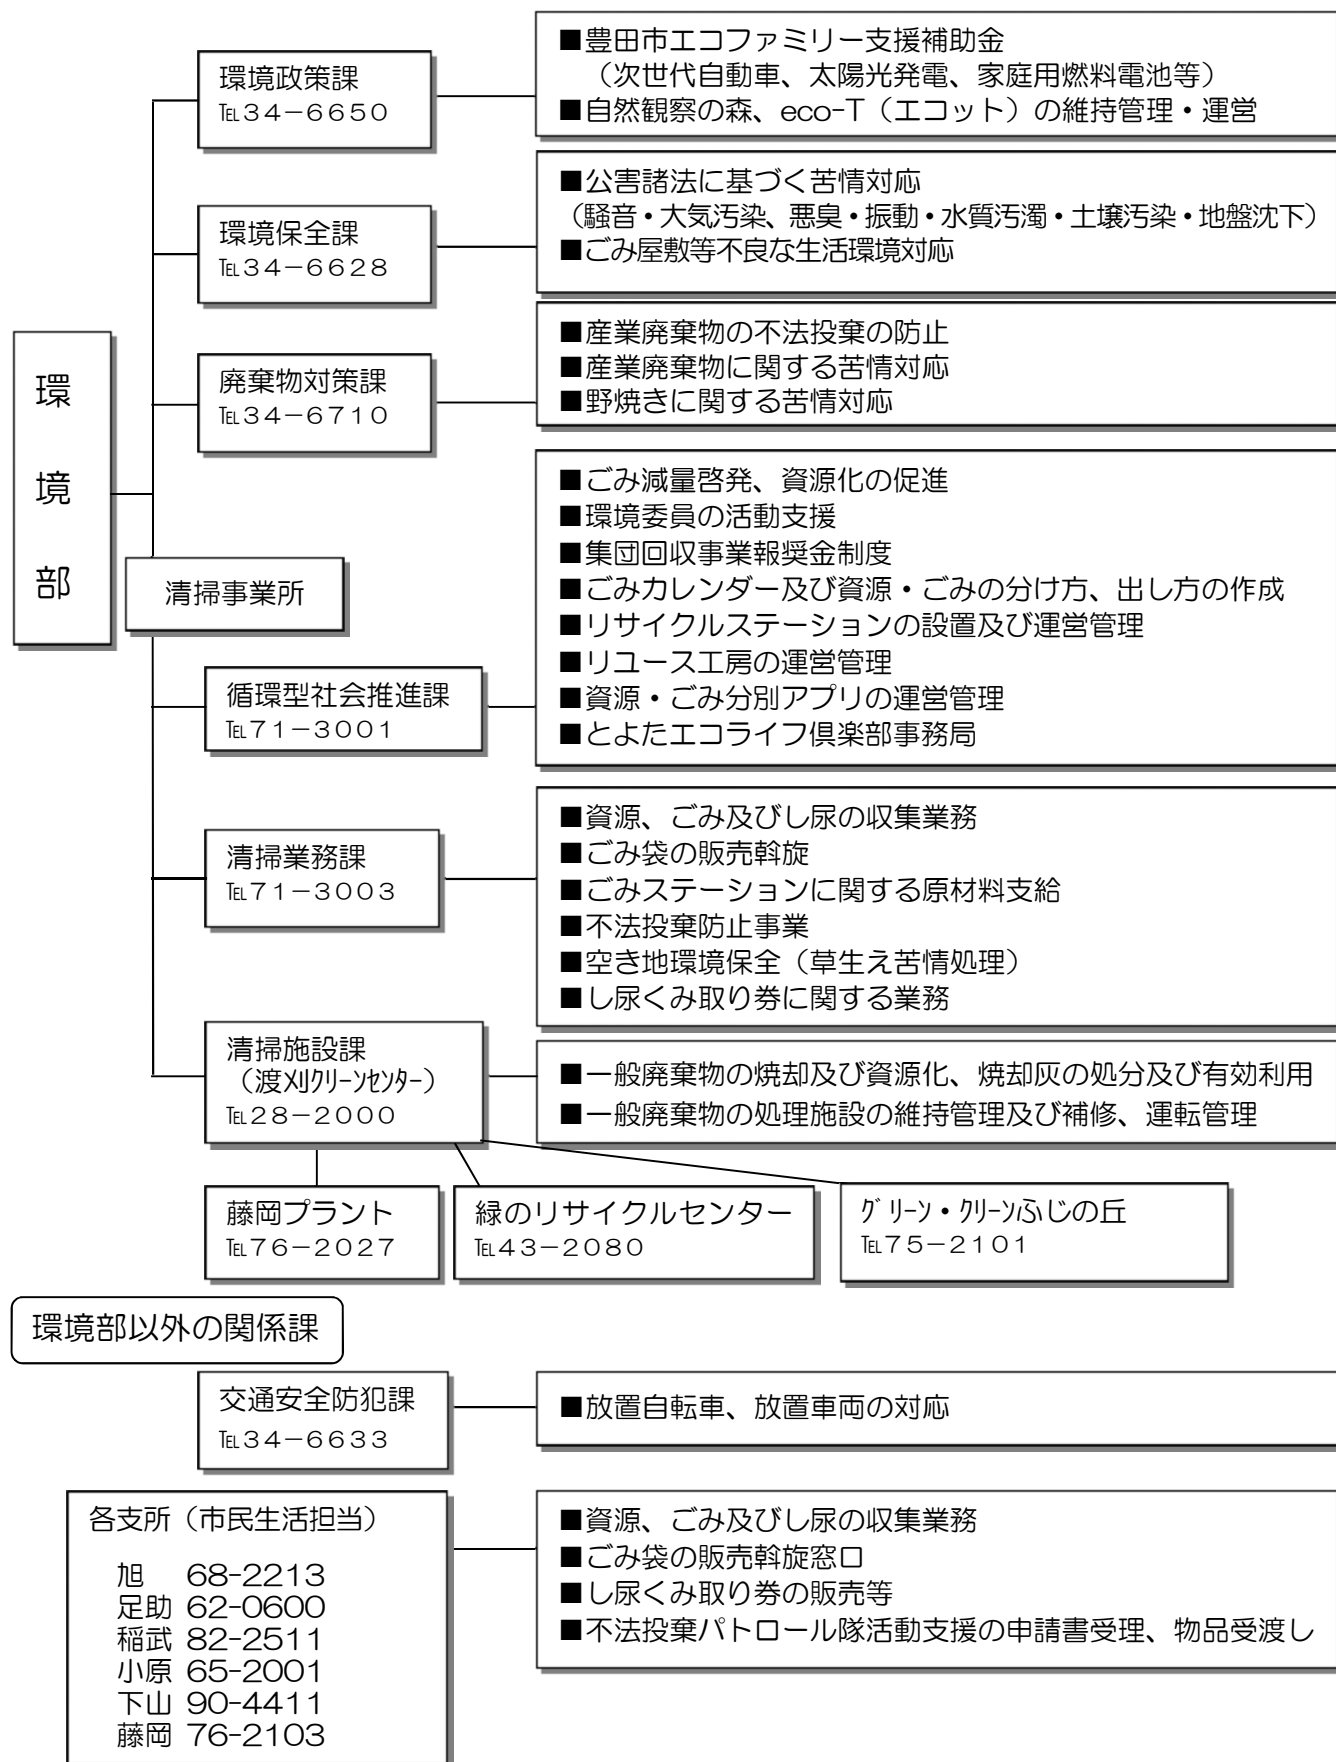 環境部
環境政策課
℡34－6650
■豊田市エコファミリー支援補助金
（次世代自動車、太陽光発電、家庭用燃料電池等）
■自然観察の森、eco-T（エコット）の維持管理・運営
環境保全課
℡34－6628
■公害諸法に基づく苦情対応
（騒音・大気汚染、悪臭・振動・水質汚濁・土壌汚染・地盤沈下）
■ごみ屋敷等不良な生活環境対応
廃棄物対策課
℡34－6710
■産業廃棄物の不法投棄の防止
■産業廃棄物に関する苦情対応
■野焼きに関する苦情対応
清掃事業所
循環型社会推進課
℡71－3001
■ごみ減量啓発、資源化の促進
■環境委員の活動支援
■集団回収事業報奨金制度
■ごみカレンダー及び資源・ごみの分け方、出し方の作成
■リサイクルステーションの設置及び運営管理
■リユース工房の運営管理
■資源・ごみ分別アプリの運営管理
■とよたエコライフ倶楽部事務局
清掃業務課
℡71－3003
■資源、ごみ及びし尿の収集業務
■ごみ袋の販売斡旋
■ごみステーションに関する原材料支給
■不法投棄防止事業
■空き地環境保全（草生え苦情処理）
■し尿くみ取り券に関する業務
清掃施設課
（渡刈ｸﾘｰﾝｾﾝﾀｰ）
℡28－2000
■一般廃棄物の焼却及び資源化、焼却灰の処分及び有効利用
■一般廃棄物の処理施設の維持管理及び補修、運転管理
藤岡プラント
℡76－2027
緑のリサイクルセンター
℡43－2080
ｸﾞﾘｰﾝ・ｸﾘｰﾝふじの丘
℡75－2101
環境部以外の関係課
交通安全防犯課
℡34－6633
■放置自転車、放置車両の対応
各支所（市民生活担当）
旭 68-2213
足助 62-0600
稲武 82-2511
小原 65-2001
下山 90-4411
藤岡 76-2103
■資源、ごみ及びし尿の収集業務
■ごみ袋の販売斡旋窓口
■し尿くみ取り券の販売等
■不法投棄パトロール隊活動支援の申請書受理、物品受渡し